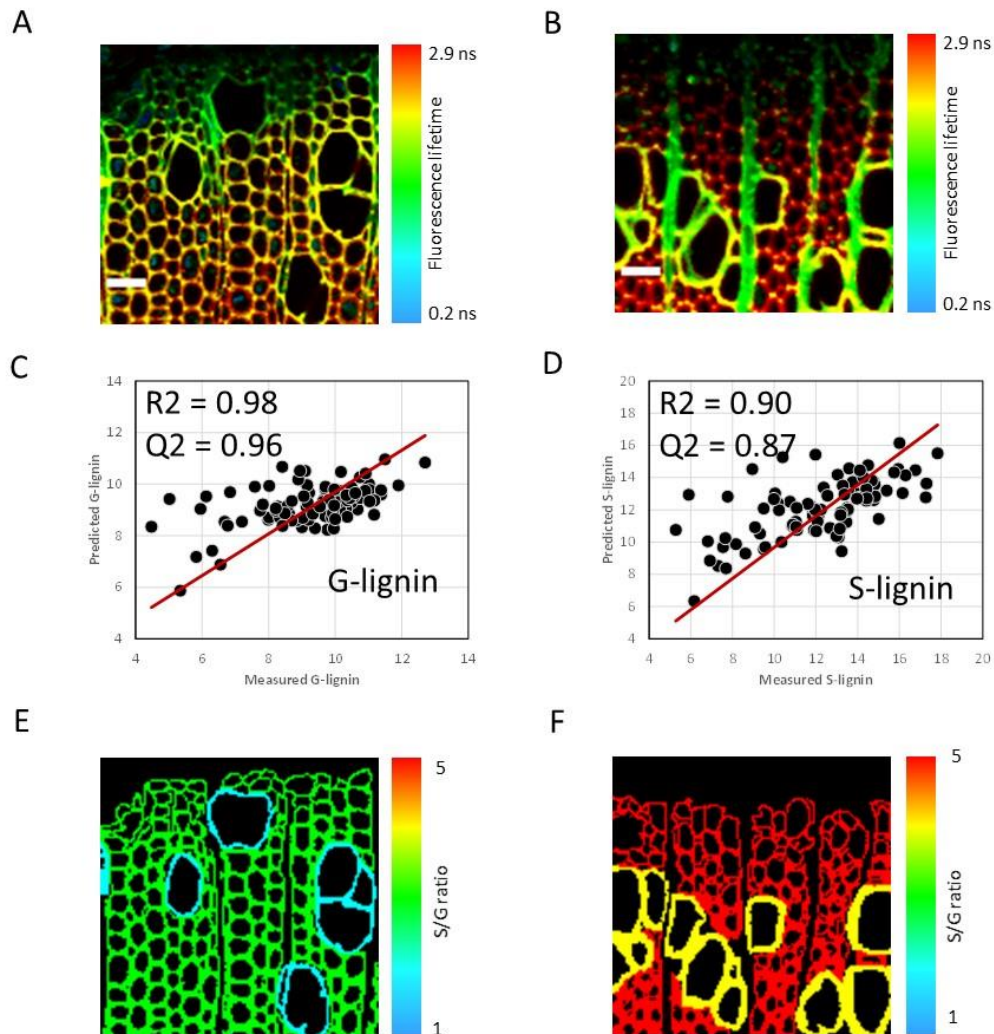 A
2.9 ns
Fluorescence lifetime
0.2 ns
B
2.9 ns
Fluorescence lifetime
0.2 ns
C
R2 = 0.98
Q2 = 0.96
G-lignin
Predicted G-lignin
14
12
10
8
6
4
4 6 8 10 12 14
Measured G-lignin
D
R2 = 0.90
Q2 = 0.87
S-lignin
Predicted S-lignin
20
18
16
14
12
10
8
6
4
4 6 8 10 12 14 16 18 20
Measured S-lignin
E
5
S/G ratio
1
F
5
S/G ratio
1